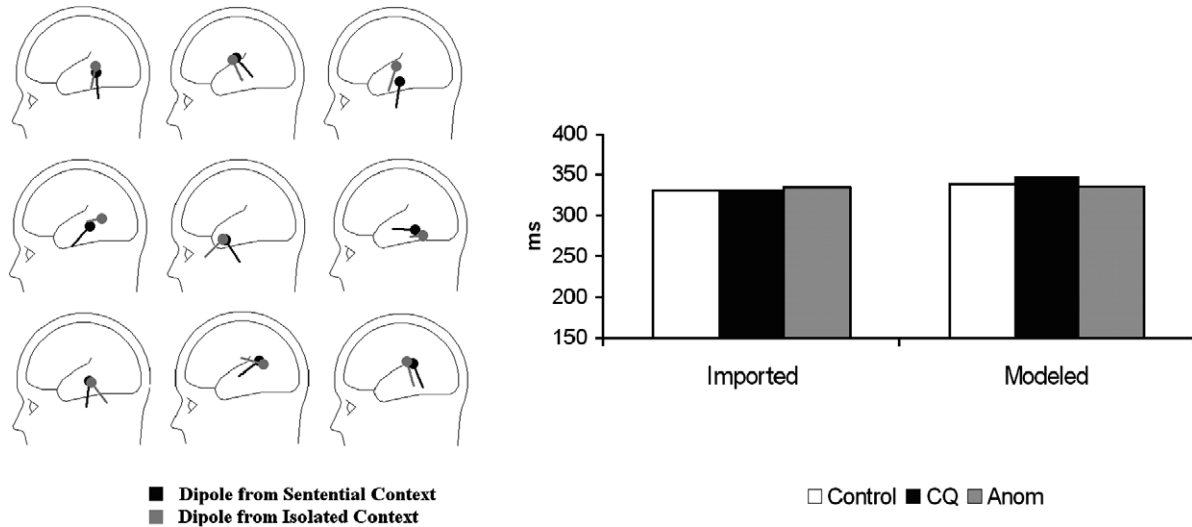 Dipole from Sentential Context
Dipole from Isolated Context
400
350
300
250
200
150
ms
Imported Modeled
Control CQ Anom